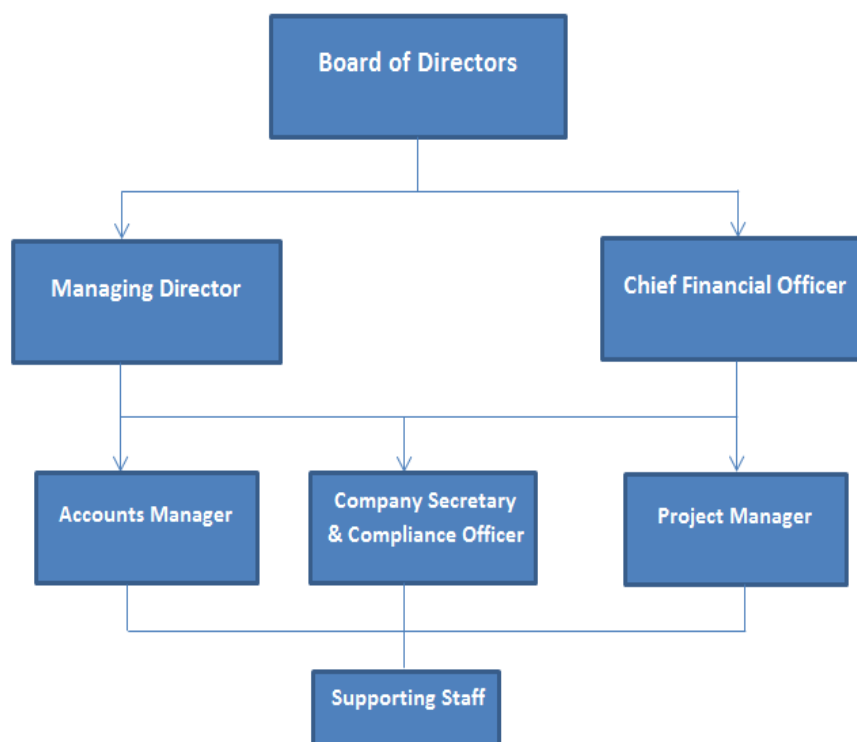 Board of Directors
Managing Director
Chief Financial Officer
Accounts Manager
Company Secretary
& Compliance Officer
Project Manager
Supporting Staff